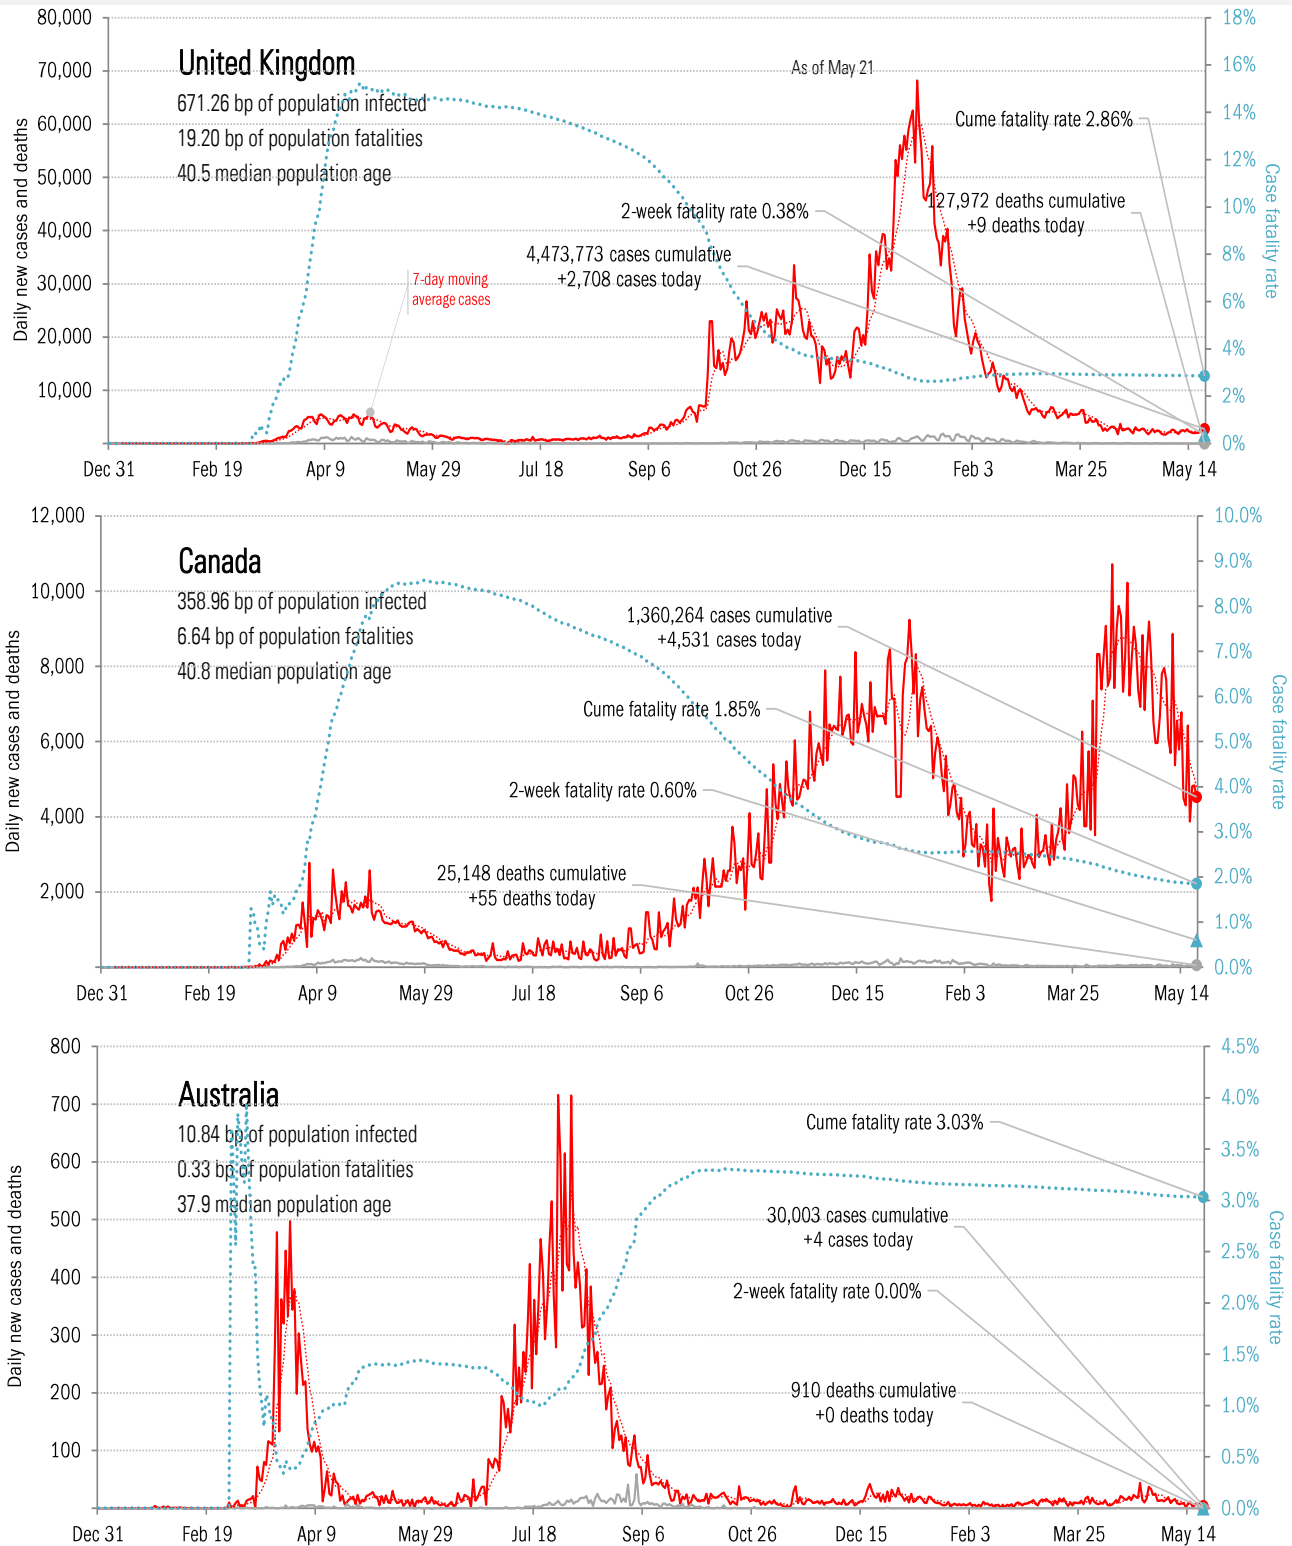 80,000
18%
United Kingdom
As of May 21
70,000
16%
671.26 bp of population infected
Cume fatality rate 2.86%
60,000
14%
19.20 bp of population fatalities
40.5 median population age
50,000
12%
127,972 deaths cumulative
+9 deaths today
2-week fatality rate 0.38%
40,000
10%
4,473,773 cases cumulative
+2,708 cases today
8%
7-day moving
average cases
30,000
6%
20,000
4%
10,000
2%
0%
Daily new cases and deaths
Case fatality rate
Dec 31
Feb 19
Apr 9
May 29
Jul 18
Sep 6
Oct 26
Dec 15
Feb 3
Mar 25
May 14
12,000
10.0%
Canada
9.0%
10,000
358.96 bp of population infected
8.0%
1,360,264 cases cumulative
+4,531 cases today
6.64 bp of population fatalities
40.8 median population age
8,000
7.0%
6.0%
Cume fatality rate 1.85%
6,000
5.0%
2-week fatality rate 0.60%
4.0%
4,000
3.0%
25,148 deaths cumulative
+55 deaths today
2,000
2.0%
1.0%
0.0%
Daily new cases and deaths
Case fatality rate
Dec 31
Feb 19
Apr 9
May 29
Jul 18
Sep 6
Oct 26
Dec 15
Feb 3
Mar 25
May 14
800
4.5%
Australia
700
4.0%
10.84 bp of population infected
Cume fatality rate 3.03%
600
3.5%
0.33 bp of population fatalities
37.9 median population age
3.0%
500
30,003 cases cumulative
+4 cases today
2.5%
400
2-week fatality rate 0.00%
2.0%
300
1.5%
200
910 deaths cumulative
+0 deaths today
1.0%
100
0.5%
0.0%
Daily new cases and deaths
Case fatality rate
Dec 31
Feb 19
Apr 9
May 29
Jul 18
Sep 6
Oct 26
Dec 15
Feb 3
Mar 25
May 14